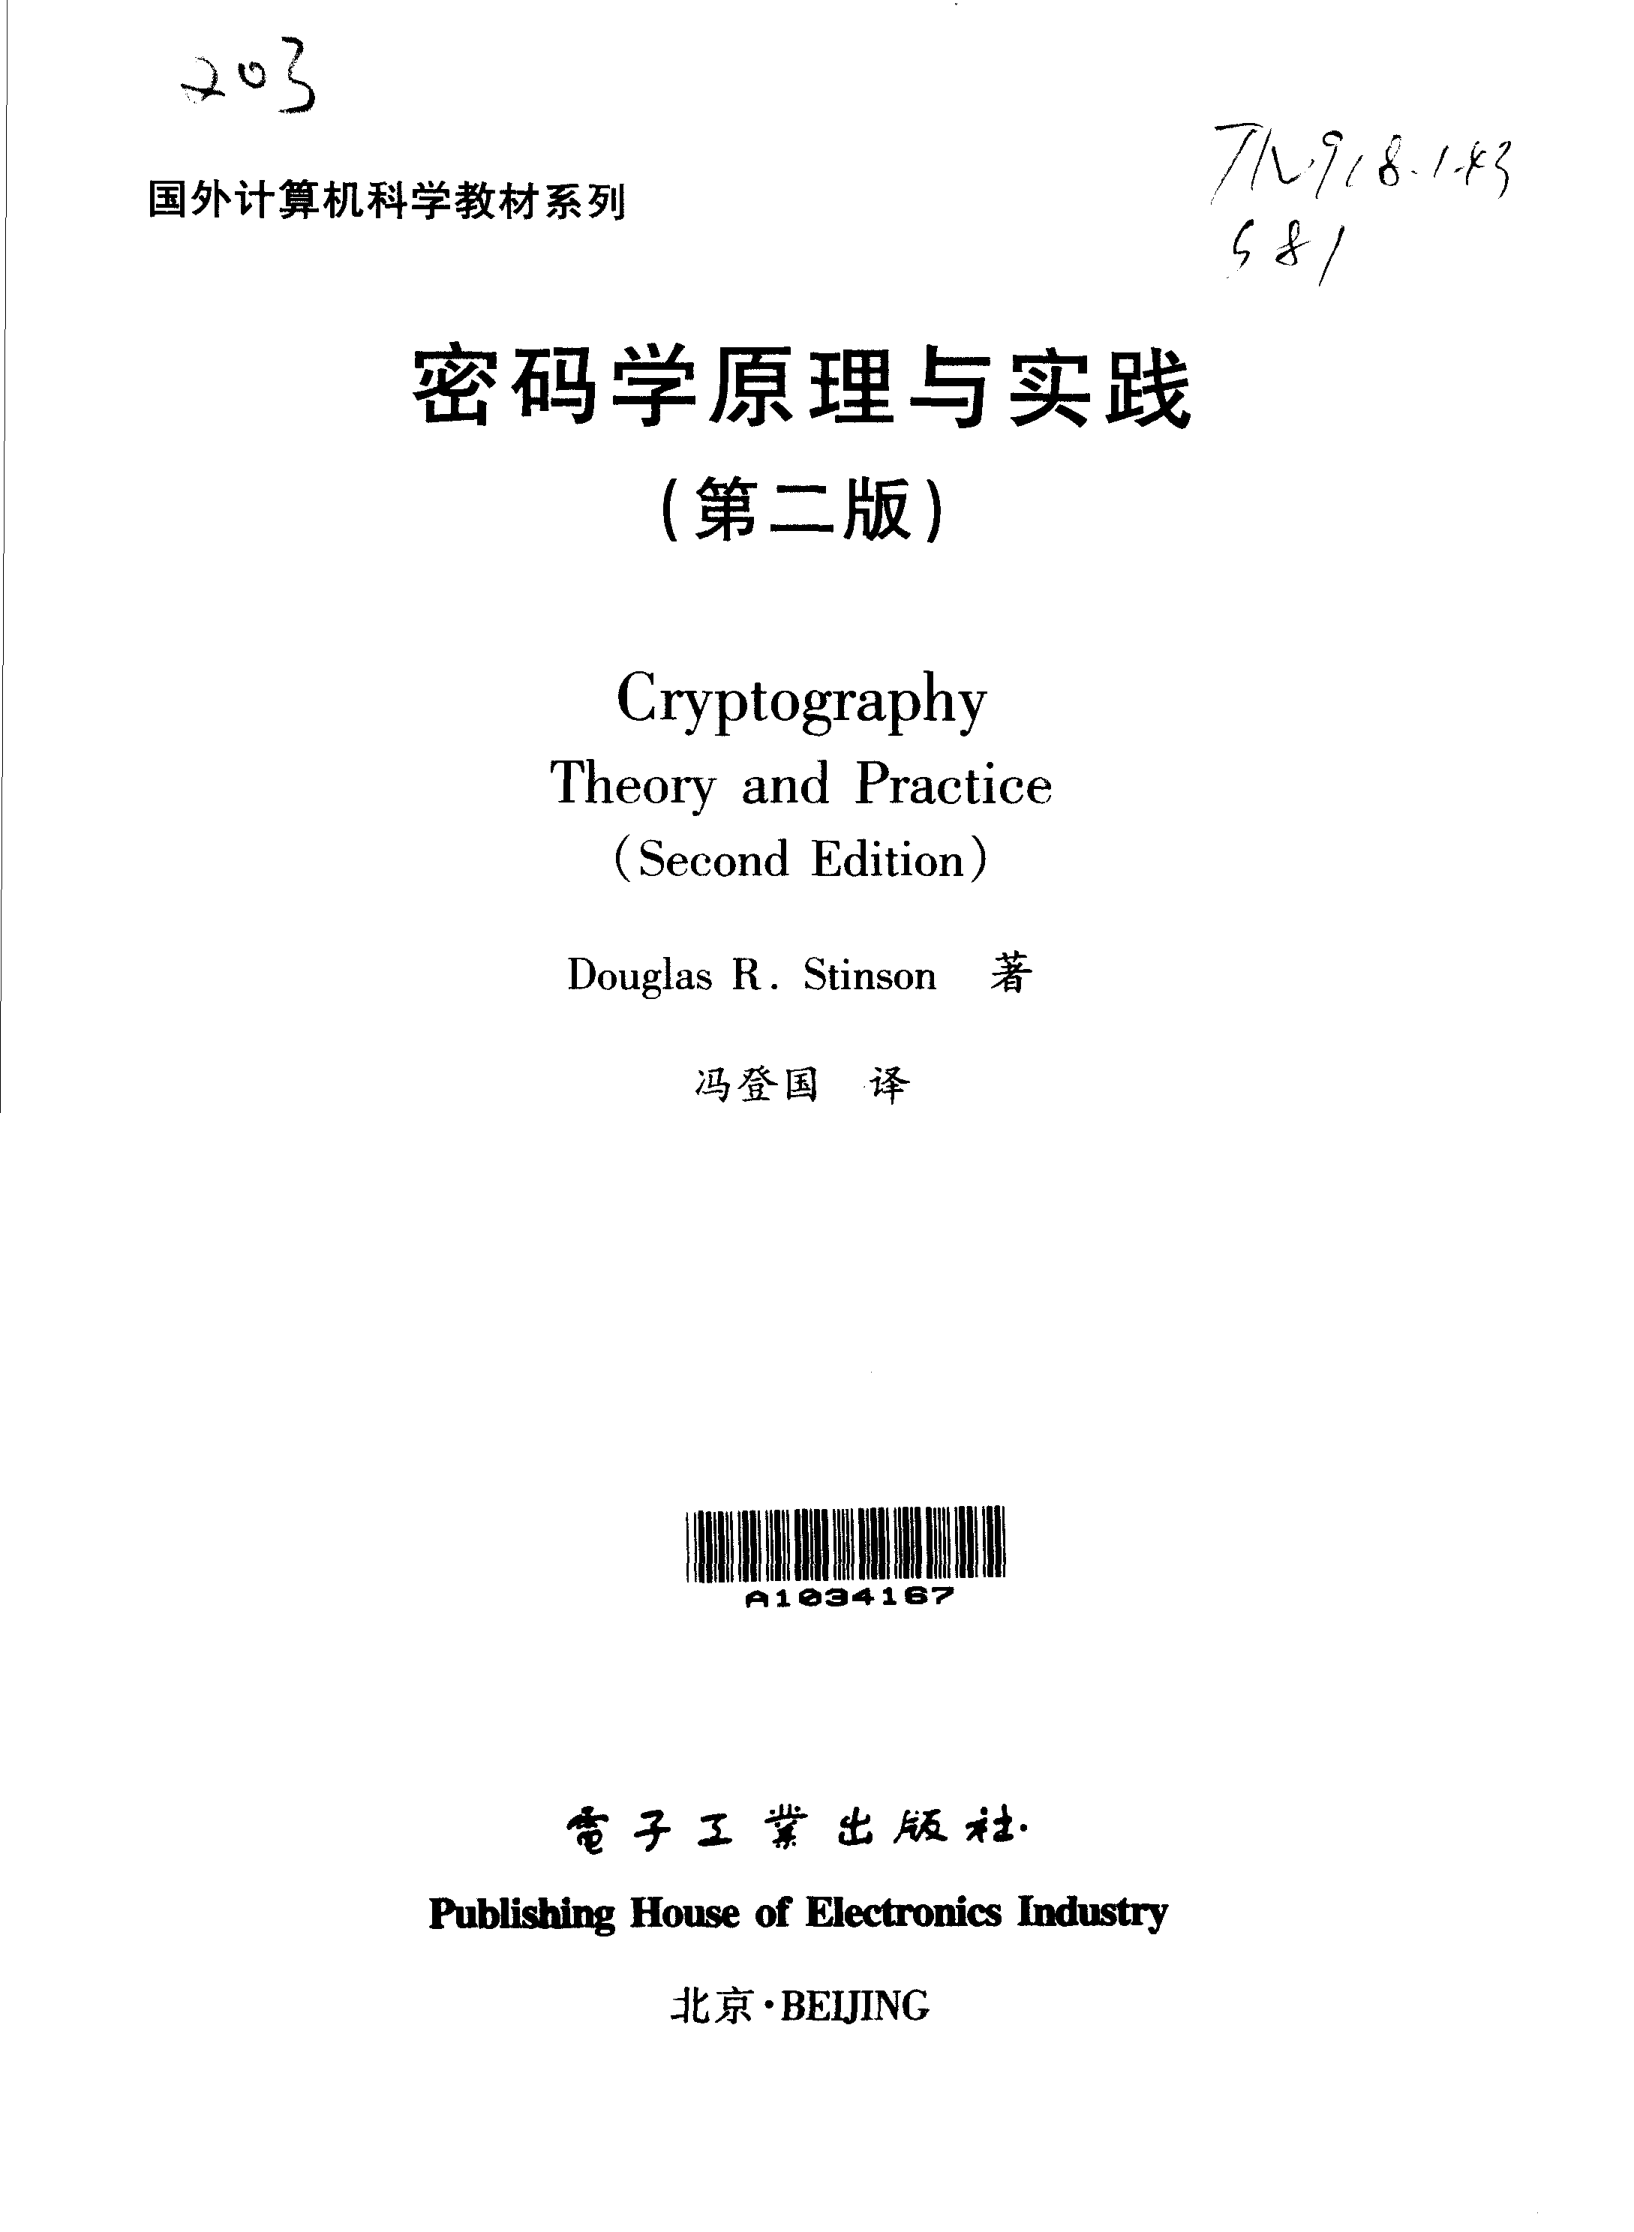 203
TN918.1-43
S81
国外计算机科学教材系列
密码学原理与实践
(第二版)
Cryptography
Theory and Practice
(Second Edition)
Douglas R. Stinson 著
冯登国 译
A1034167
電子工業出版社.
Publishing House of Electronics Industry
北京·BEIJING